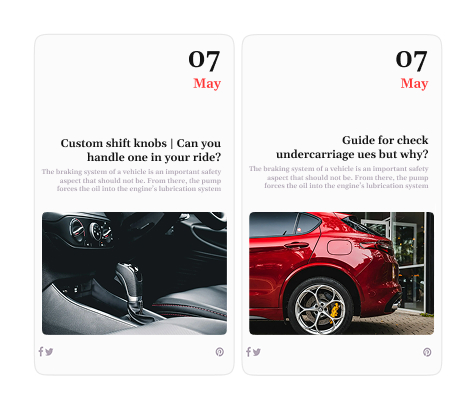 07
May
Custom shift knobs | Can you
handle one in your ride?
The braking system of a vehicle is an important safety
aspect that should not be. From there, the pump
forces the oil into the engine's lubrication system
07
May
Guide for check
undercarriage ues but why?
The braking system of a vehicle is an important safety
aspect that should not be. From there, the pump
forces the oil into the engine's lubrication system